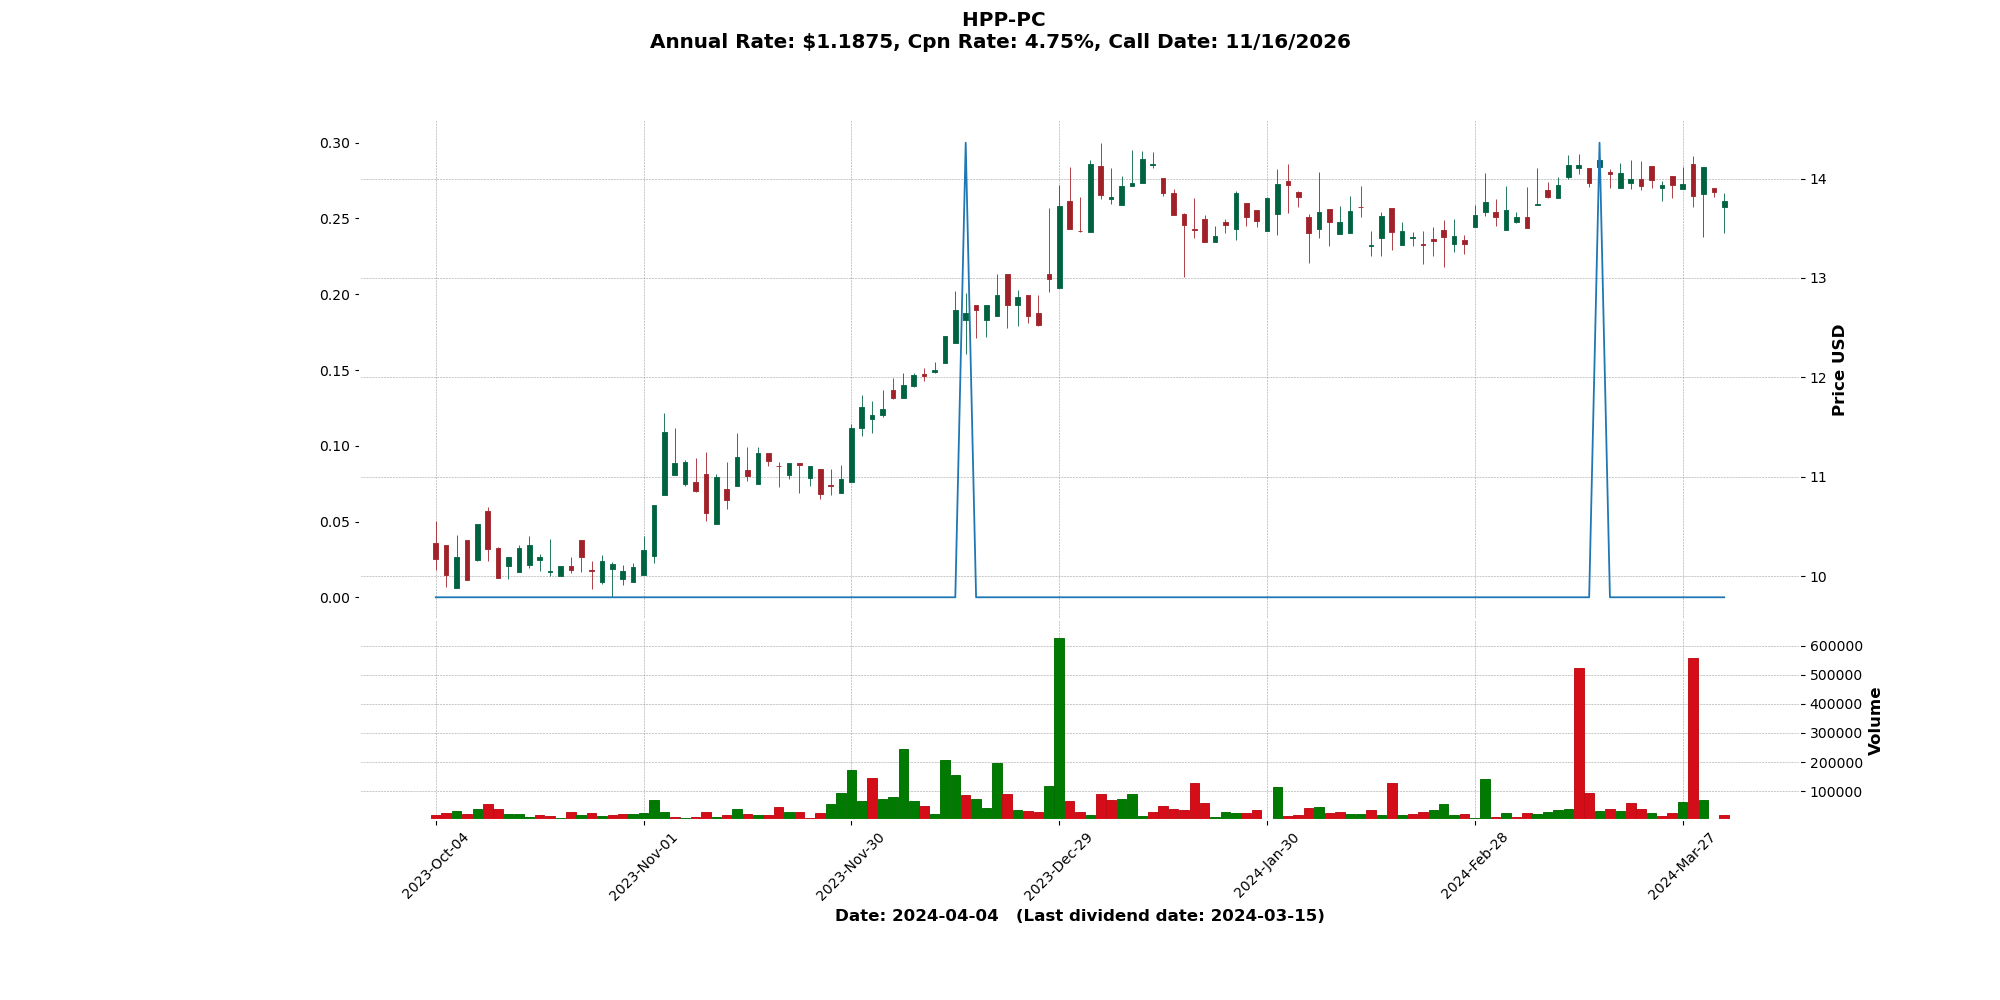 HPP-PC
Annual Rate: $1.1875, Cpn Rate: 4.75%, Call Date: 11/16/2026
0.30
0.25
0.20
0.15
0.10
0.05
0.00
14
13
12
11
10
Price USD
600000
500000
400000
300000
200000
100000
Volume
2023-Oct-04
2023-Nov-01
2023-Nov-30
2023-Dec-29
2024-Jan-30
2024-Feb-28
2024-Mar-27
Date: 2024-04-04 (Last dividend date: 2024-03-15)